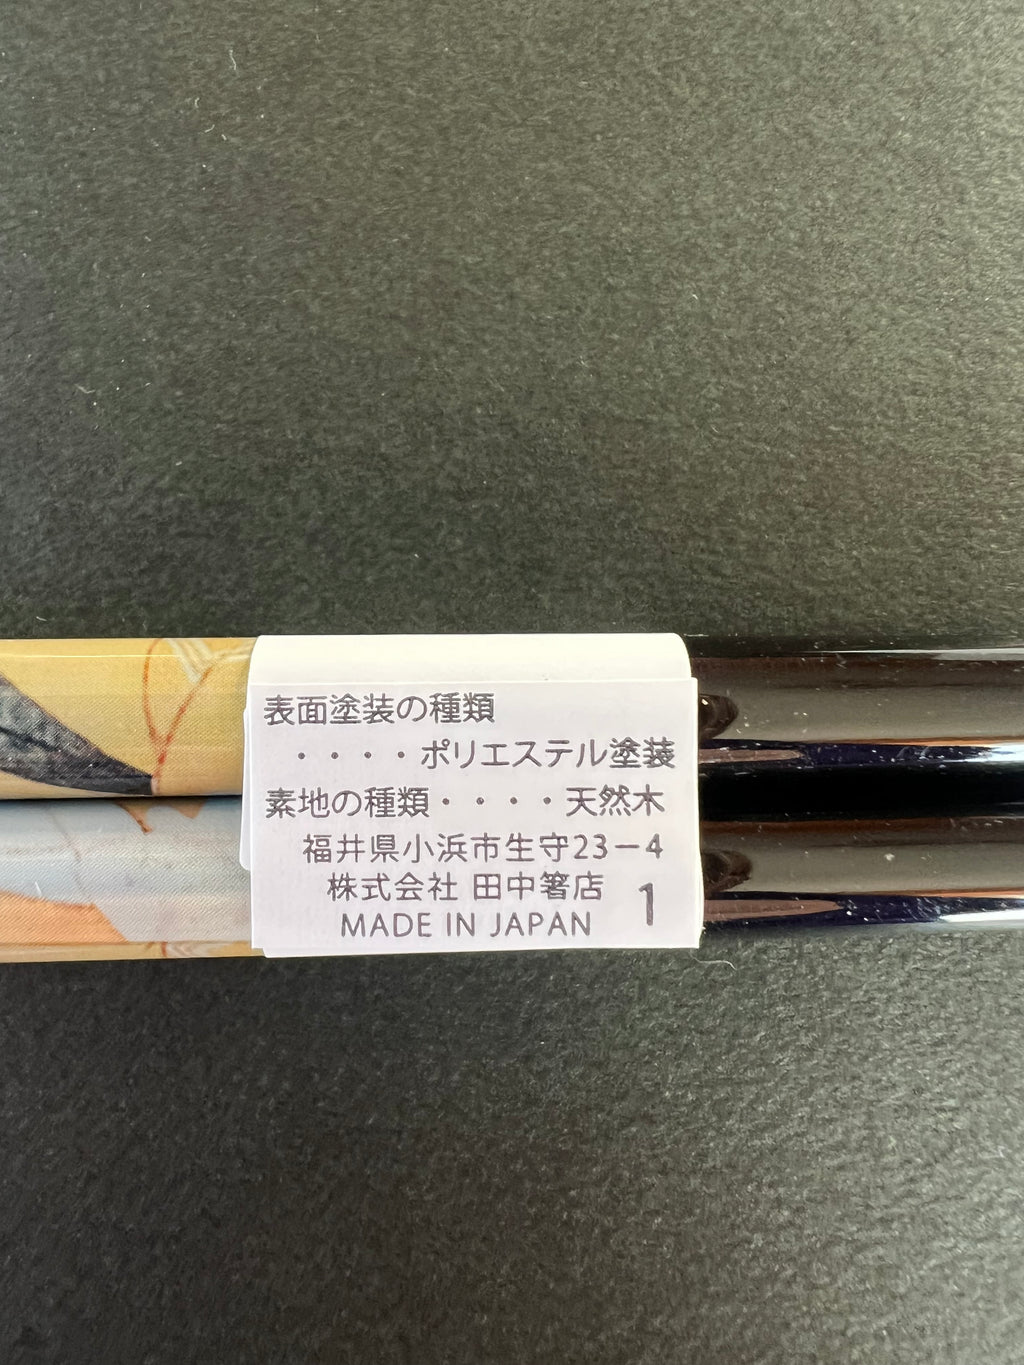 表面塗装の種類
・・・・ポリエステル塗装
素地の種類・・・・天然木
福井県小浜市生守23－4
株式会社 田中箸店
MADE IN JAPAN
1